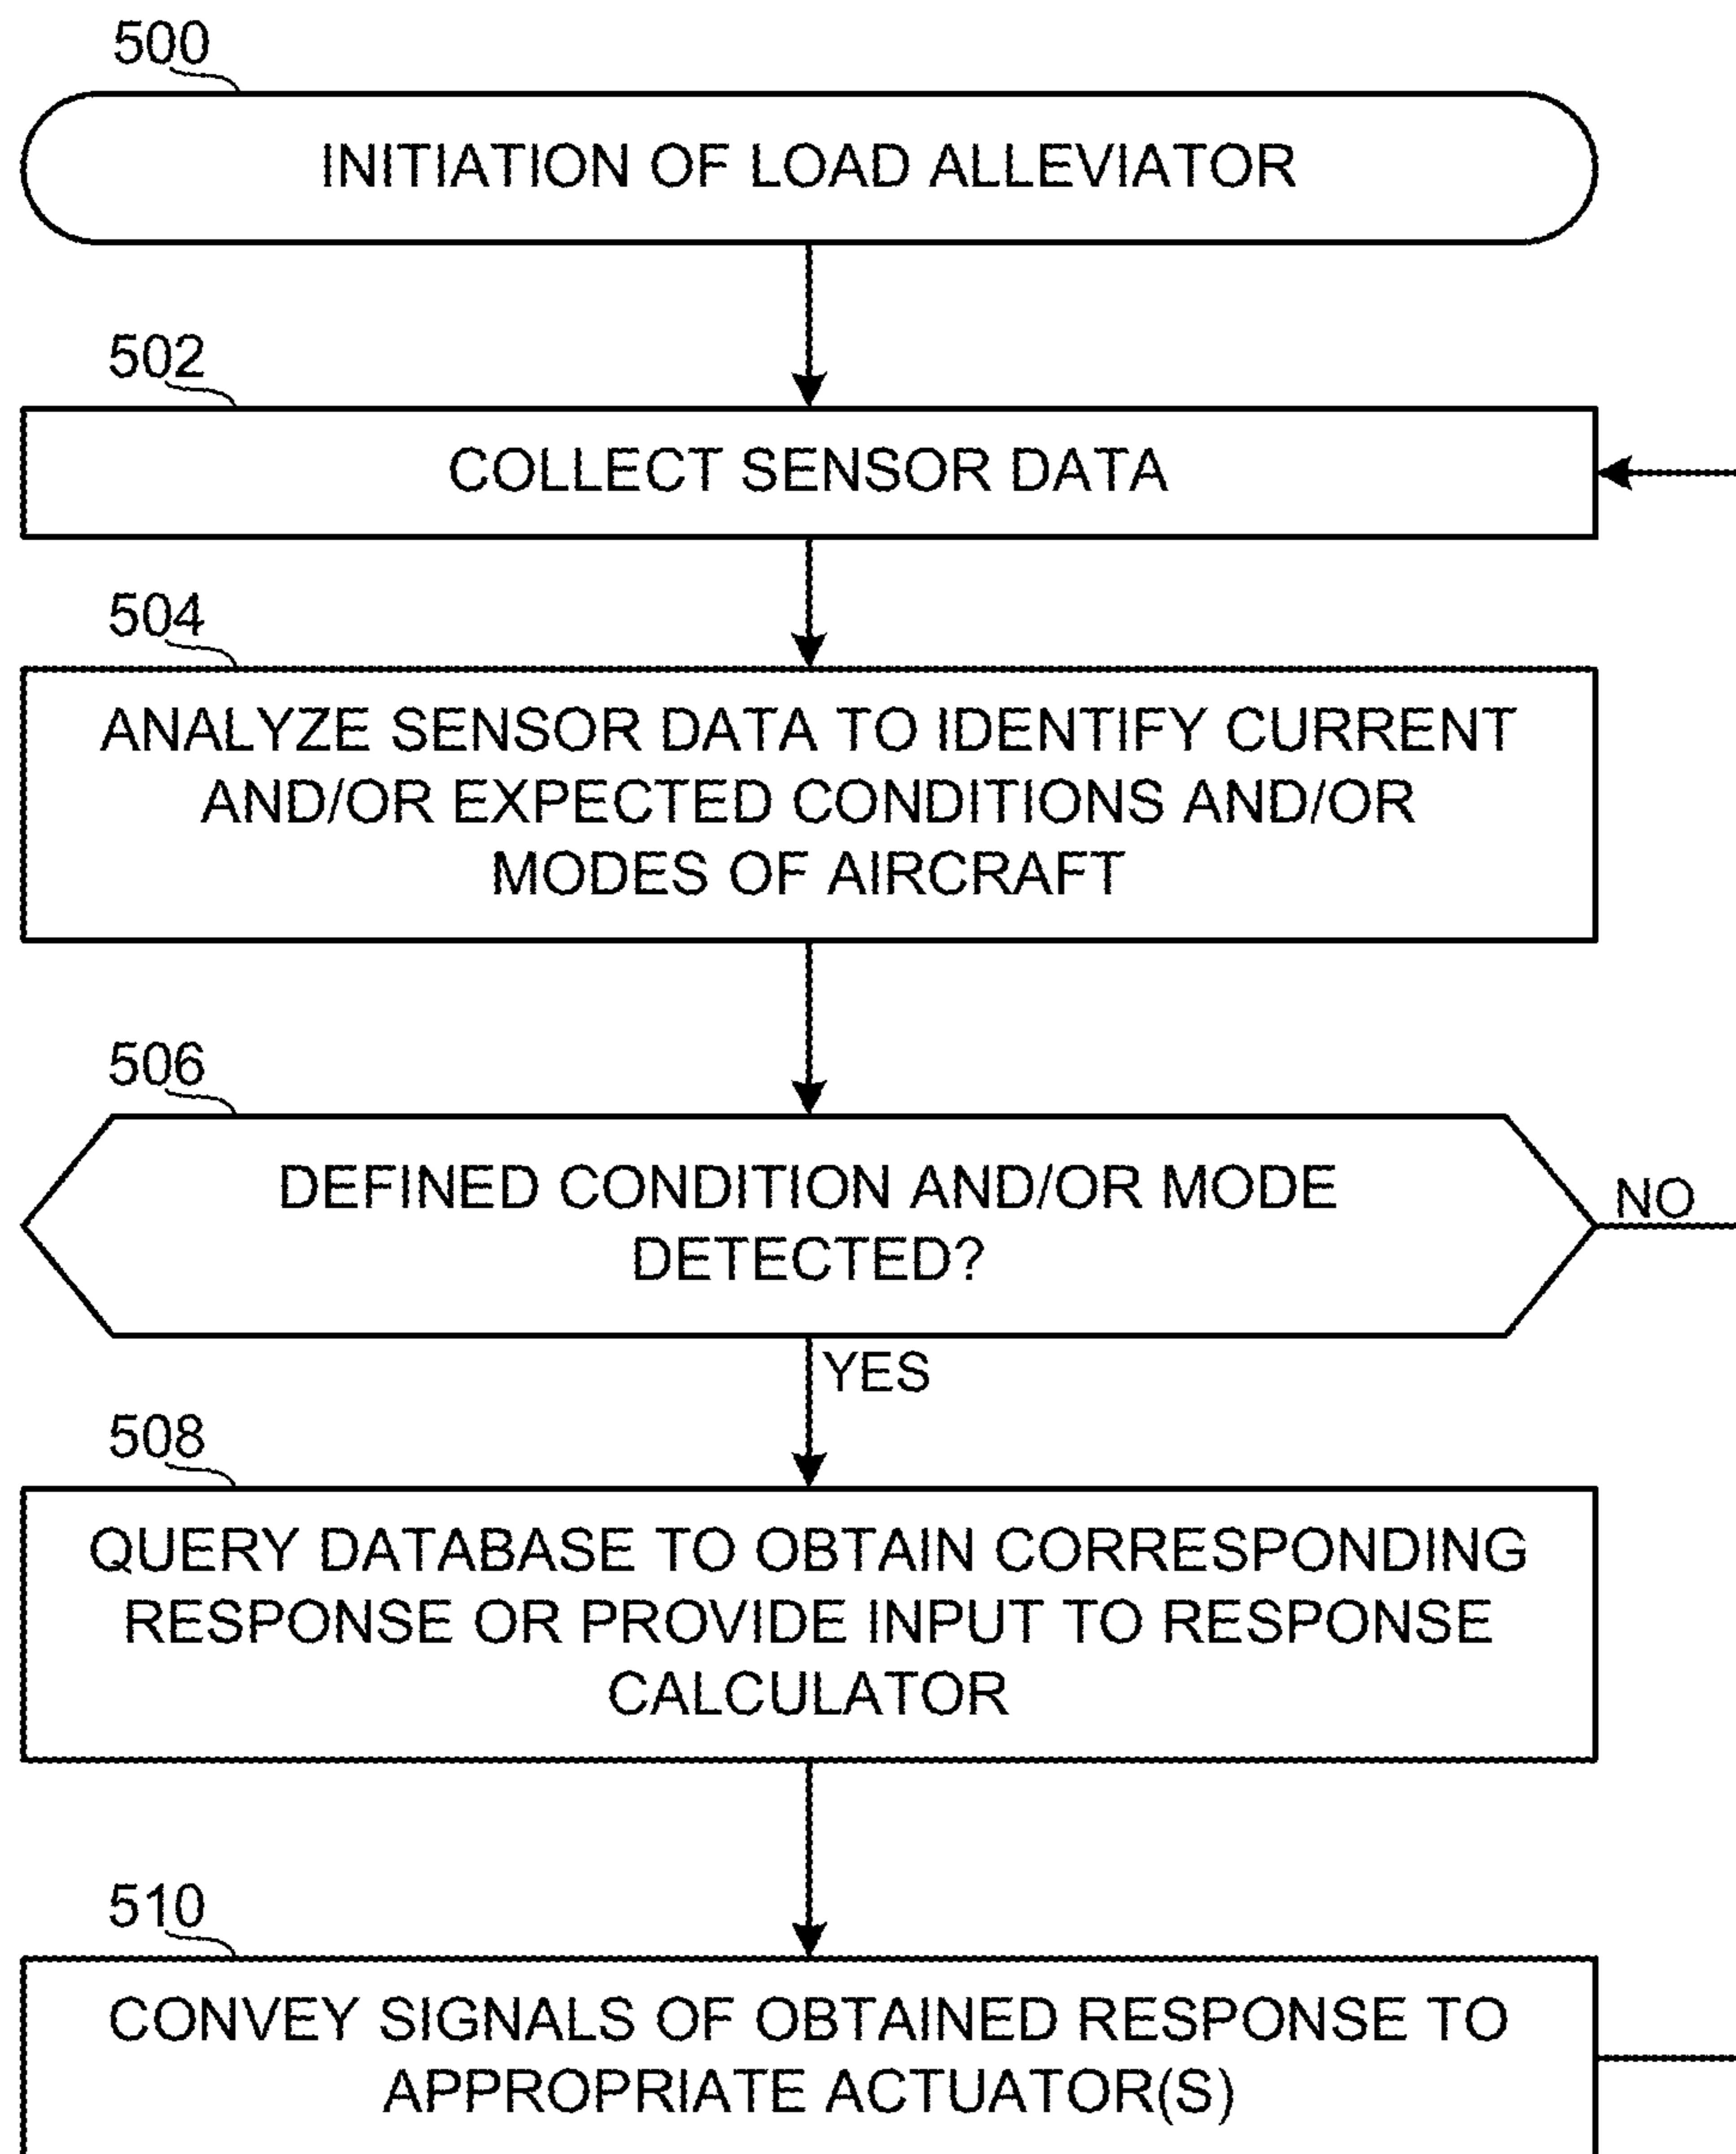 500
INITIATION OF LOAD ALLEVIATOR
502
COLLECT SENSOR DATA
504
ANALYZE SENSOR DATA TO IDENTIFY CURRENT
AND/OR EXPECTED CONDITIONS AND/OR
MODES OF AIRCRAFT
506
DEFINED CONDITION AND/OR MODE
DETECTED?
NO
YES
508
QUERY DATABASE TO OBTAIN CORRESPONDING
RESPONSE OR PROVIDE INPUT TO RESPONSE
CALCULATOR
510
CONVEY SIGNALS OF OBTAINED RESPONSE TO
APPROPRIATE ACTUATOR(S)